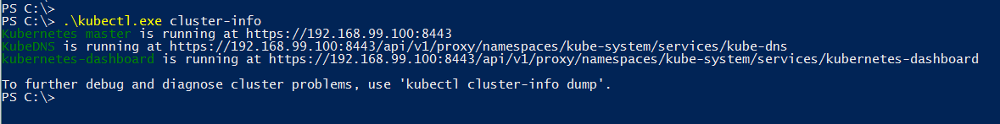 PS C:\>
PS C:\> .\kubectl.exe cluster-info
Kubernetes master is running at https://192.168.99.100:8443
KubeDNS is running at https://192.168.99.100:8443/api/v1/proxy/namespaces/kube-system/services/kube-dns
kubernetes-dashboard is running at https://192.168.99.100:8443/api/v1/proxy/namespaces/kube-system/services/kubernetes-dashboard
To further debug and diagnose cluster problems, use 'kubectl cluster-info dump'.
PS C:\>